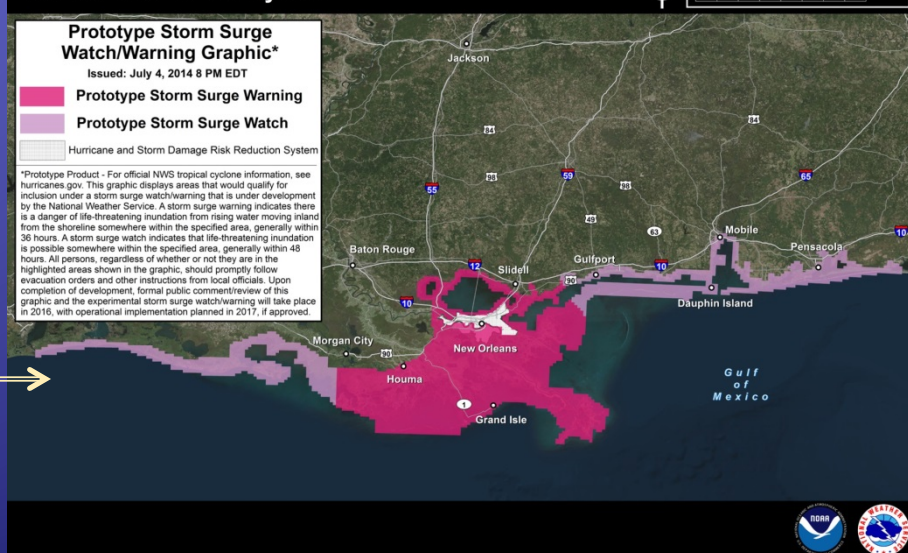 Prototype Storm Surge
Watch/Warning Graphic*
Issued: July 4, 2014 8 PM EDT
Prototype Storm Surge Warning
Prototype Storm Surge Watch
Hurricane and Storm Damage Risk Reduction System
*Prototype Product - For official NWS tropical cyclone information, see
hurricanes.gov. This graphic displays areas that would qualify for
inclusion under a storm surge watch/warning that is under development
by the National Weather Service. A storm surge warning indicates there
is a danger of life-threatening inundation from rising water moving inland
from the shoreline somewhere within the specified area, generally within
36 hours. A storm surge watch indicates that life-threatening inundation
is possible somewhere within the specified area, generally within 48
hours. All persons, regardless of whether or not they are in the
highlighted areas shown in the graphic, should promptly follow
evacuation orders and other instructions from local officials. Upon
completion of development, formal public comment/review of this
graphic and the experimental storm surge watch/warning will take place
in 2016, with operational implementation planned in 2017, if approved.
Jackson
84
84
98
59
65
55
98
49
63
Mobile
10
Baton Rouge
Pensacola
Gulfport
12
Slidell
10
90
10
Dauphin Island
Morgan City
90
New Orleans
Houma
Gulf
of
Mexico
1
Grand Isle
NOAA
NATIONAL WEATHER SERVICE